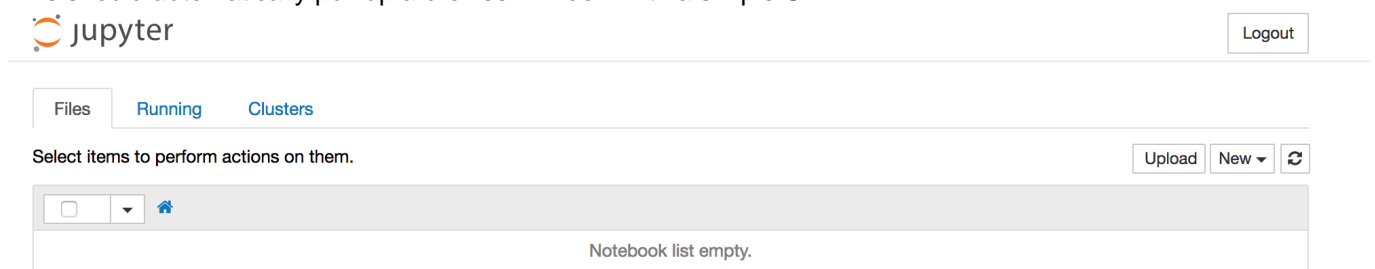 jupyter
Logout
Files Running Clusters
Select items to perform actions on them.
Upload New
Notebook list empty.